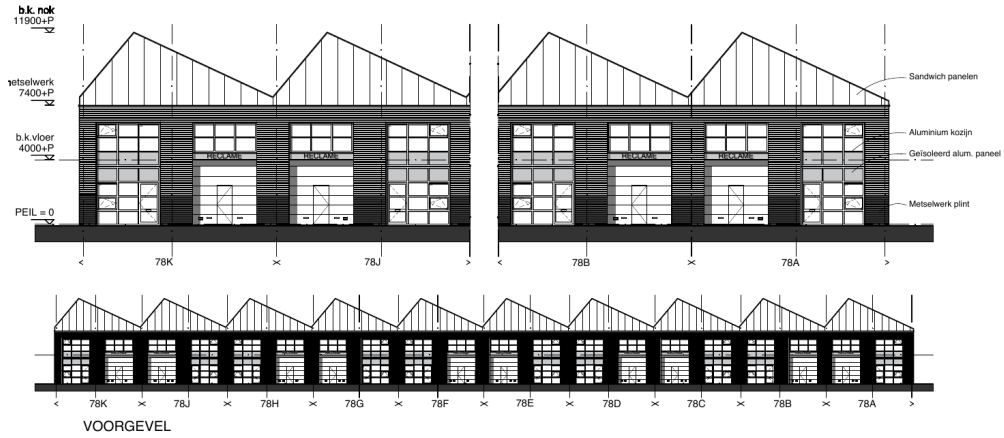 b.k. nok
11900+P
etselwerk
7400+P
b.k.vloer
4000+P
PEIL = 0
RECLAME RECLAME RECLAME RECLAME
Sandwich panelen
Aluminium kozijn
Geïsoleerd alum. paneel
Metselwerk plint
78K 78J 78B 78A
78K 78J 78H 78G 78F 78E 78D 78C 78B 78A
VOORGEVEL